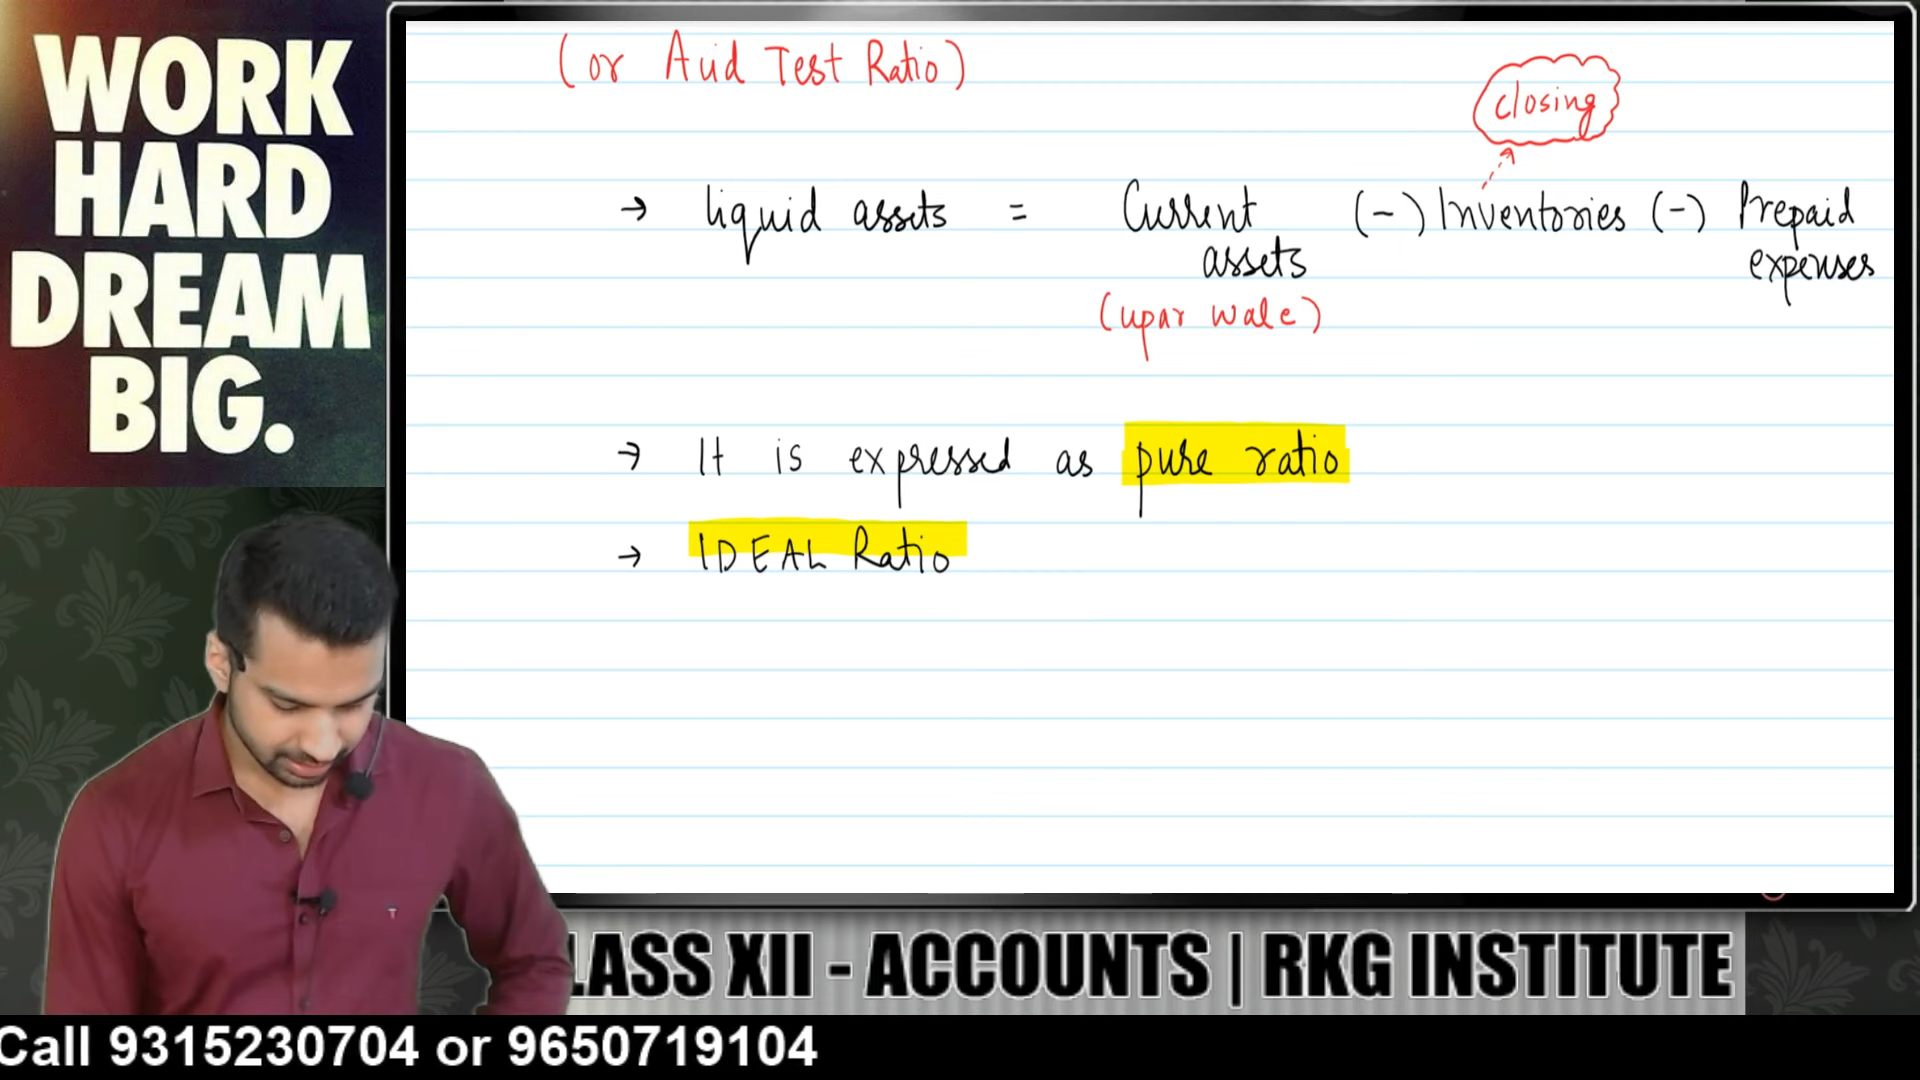 WORK
HARD
DREAM
BIG.
(or Acid Test Ratio)
closing
→ liquid assets = Current assets (-) Inventories (-) Prepaid expenses
(upar wale)
→ It is expressed as pure ratio
→ IDEAL Ratio
T
LASS XII - ACCOUNTS | RKG INSTITUTE
Call 9315230704 or 9650719104